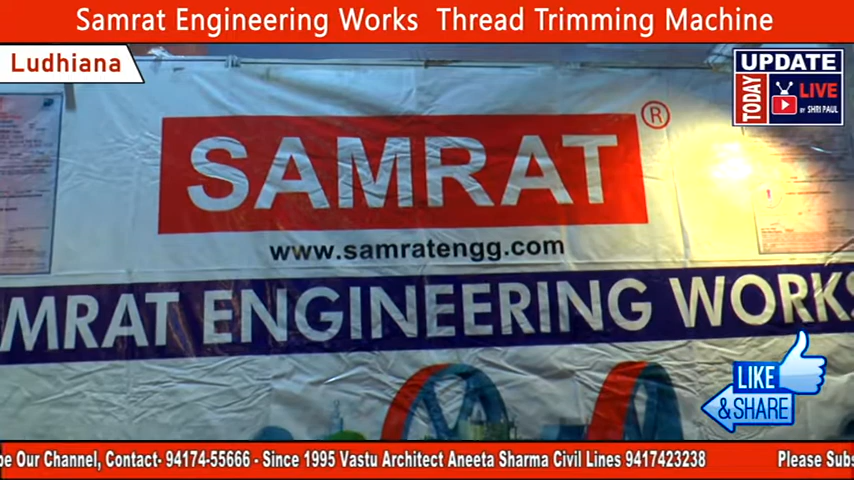 Samrat Engineering Works Thread Trimming Machine
Ludhiana
UPDATE
TODAY
LIVE
BY SHRI PAUL
SAMRAT®
www.samratengg.com
MRAT ENGINEERING WORKS
LIKE
& SHARE
be Our Channel, Contact- 94174-55666 - Since 1995 Vastu Architect Aneeta Sharma Civil Lines 9417423238 Please Subs